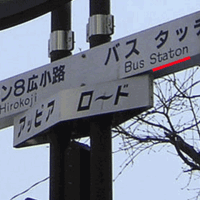 ン8広小路
Hirokoji
バス タッチ
Bus Staton
アッピア
ロード